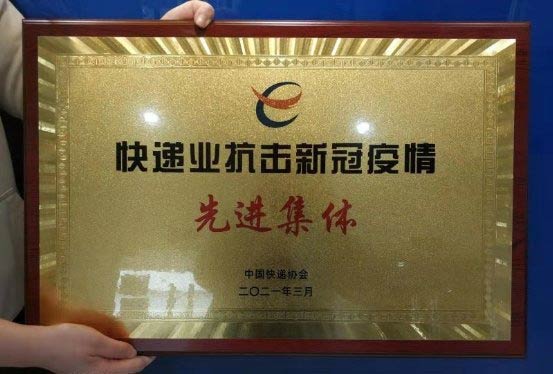 快递业抗击新冠疫情
先进集体
中国快递协会
二〇二一年三月